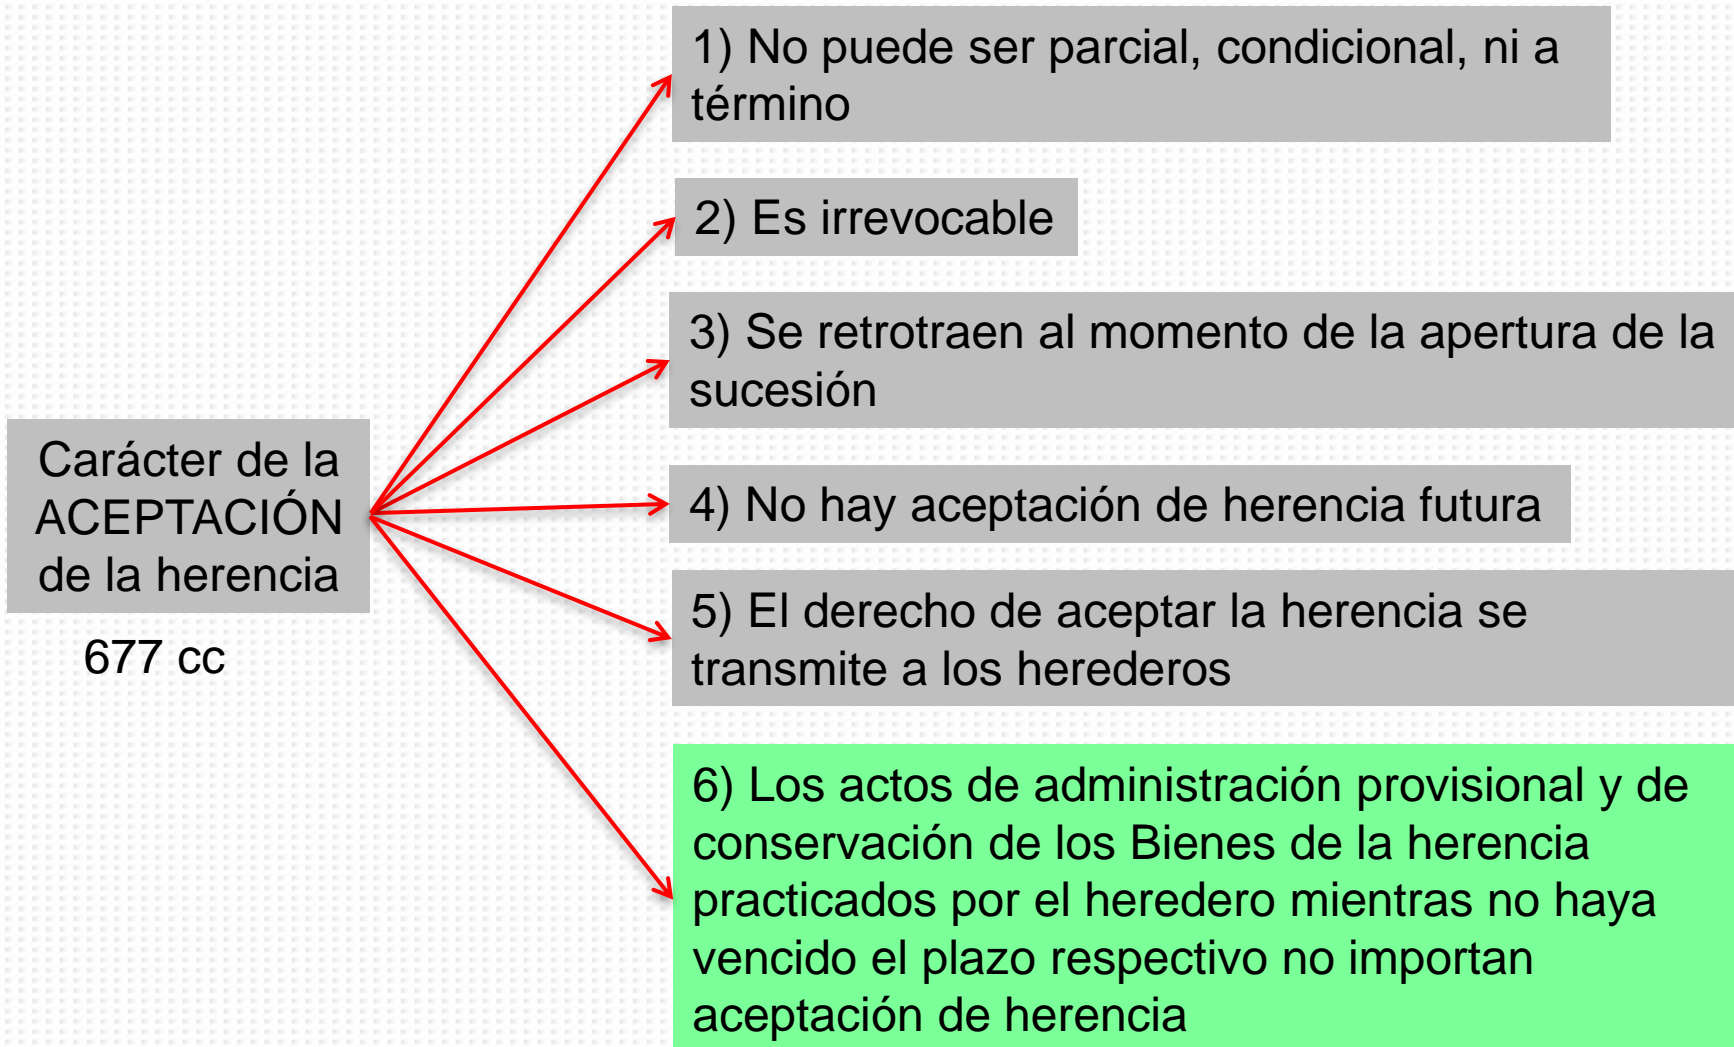 Carácter de la
ACEPTACIÓN
de la herencia
677 cc
1) No puede ser parcial, condicional, ni a
término
2) Es irrevocable
3) Se retrotraen al momento de la apertura de la
sucesión
4) No hay aceptación de herencia futura
5) El derecho de aceptar la herencia se
transmite a los herederos
6) Los actos de administración provisional y de
conservación de los Bienes de la herencia
practicados por el heredero mientras no haya
vencido el plazo respectivo no importan
aceptación de herencia